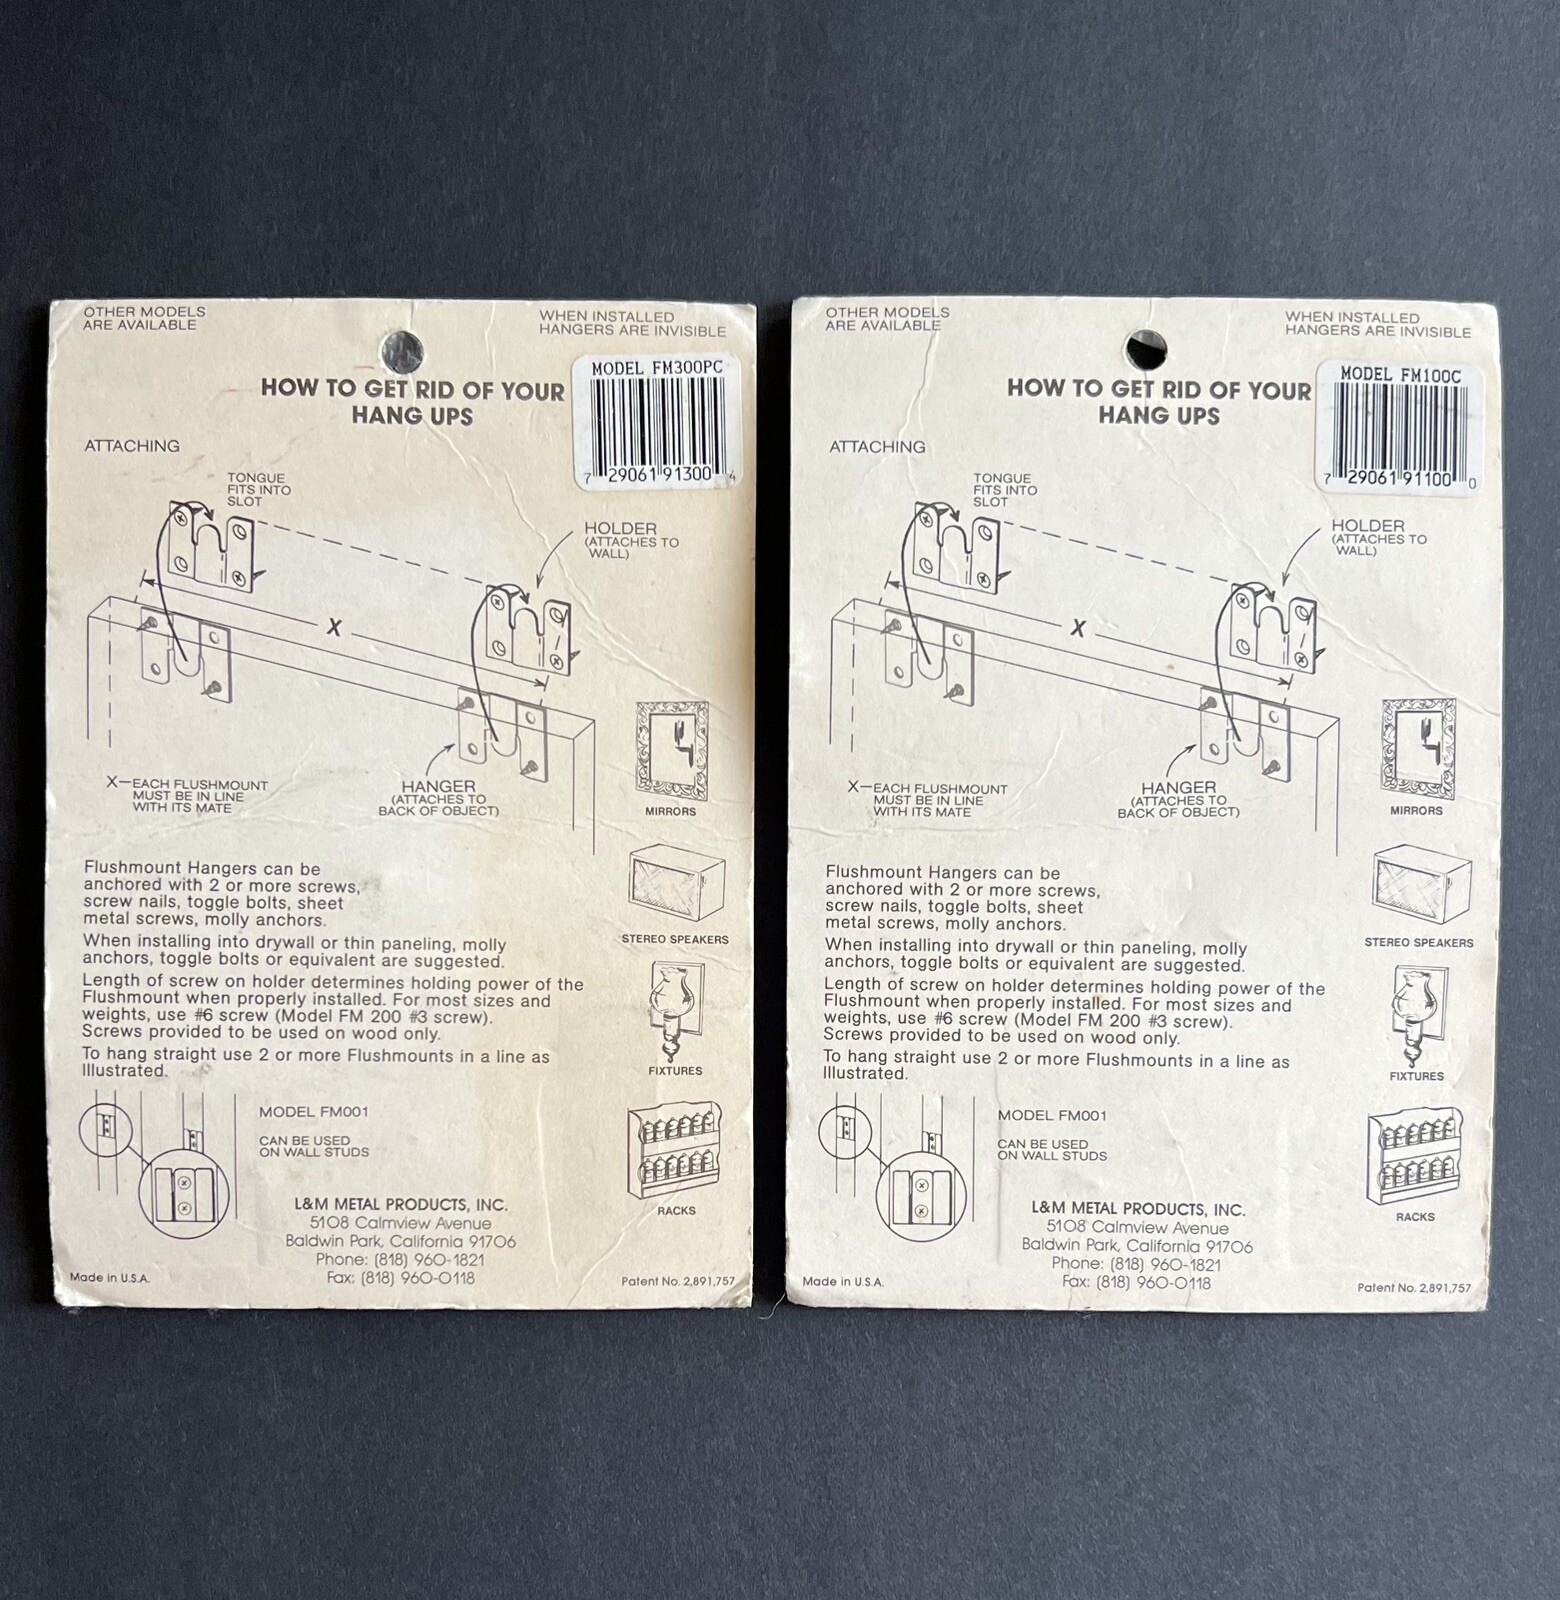 OTHER MODELS
ARE AVAILABLE
WHEN INSTALLED
HANGERS ARE INVISIBLE
HOW TO GET RID OF YOUR
HANG UPS
MODEL FM300PC
7 29061 91300 4
ATTACHING
TONGUE
FITS INTO
SLOT
HOLDER
(ATTACHES TO
WALL)
X
X—EACH FLUSHMOUNT
MUST BE IN LINE
WITH ITS MATE
HANGER
(ATTACHES TO
BACK OF OBJECT)
MIRRORS
Flushmount Hangers can be
anchored with 2 or more screws,
screw nails, toggle bolts, sheet
metal screws, molly anchors.
When installing into drywall or thin paneling, molly
anchors, toggle bolts or equivalent are suggested.
Length of screw on holder determines holding power of the
Flushmount when properly installed. For most sizes and
weights, use #6 screw (Model FM 200 #3 screw).
Screws provided to be used on wood only.
To hang straight use 2 or more Flushmounts in a line as
Illustrated.
STEREO SPEAKERS
FIXTURES
RACKS
MODEL FM001
CAN BE USED
ON WALL STUDS
L&M METAL PRODUCTS, INC.
5108 Calmview Avenue
Baldwin Park, California 91706
Phone: (818) 960-1821
Fax: (818) 960-0118
Made in U.S.A.
Patent No. 2,891,757
OTHER MODELS
ARE AVAILABLE
WHEN INSTALLED
HANGERS ARE INVISIBLE
HOW TO GET RID OF YOUR
HANG UPS
MODEL FM100C
7 29061 91100 0
ATTACHING
TONGUE
FITS INTO
SLOT
HOLDER
(ATTACHES TO
WALL)
X
X—EACH FLUSHMOUNT
MUST BE IN LINE
WITH ITS MATE
HANGER
(ATTACHES TO
BACK OF OBJECT)
MIRRORS
Flushmount Hangers can be
anchored with 2 or more screws,
screw nails, toggle bolts, sheet
metal screws, molly anchors.
When installing into drywall or thin paneling, molly
anchors, toggle bolts or equivalent are suggested.
Length of screw on holder determines holding power of the
Flushmount when properly installed. For most sizes and
weights, use #6 screw (Model FM 200 #3 screw).
Screws provided to be used on wood only.
To hang straight use 2 or more Flushmounts in a line as
Illustrated.
STEREO SPEAKERS
FIXTURES
RACKS
MODEL FM001
CAN BE USED
ON WALL STUDS
L&M METAL PRODUCTS, INC.
5108 Calmview Avenue
Baldwin Park, California 91706
Phone: (818) 960-1821
Fax: (818) 960-0118
Made in U.S.A.
Patent No. 2,891,757